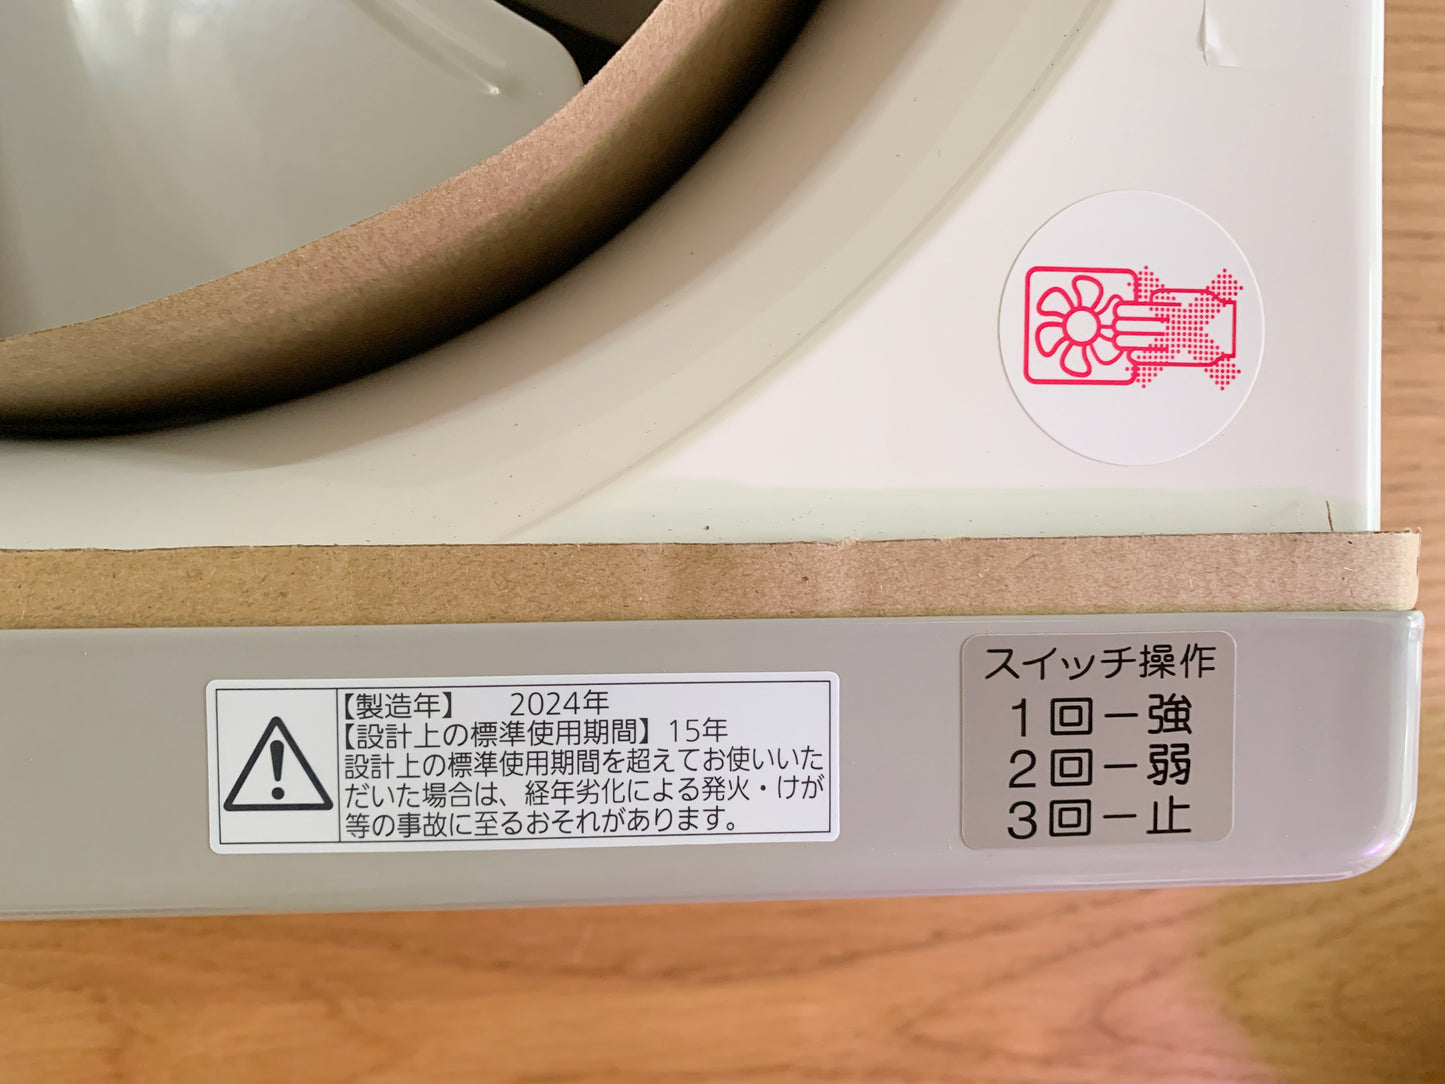 【製造年】 2024年
【設計上の標準使用期間】15年
設計上の標準使用期間を超えてお使いいた
だいた場合は、経年劣化による発火・けが
等の事故に至るおそれがあります。
スイッチ操作
1回－強
2回－弱
3回－止